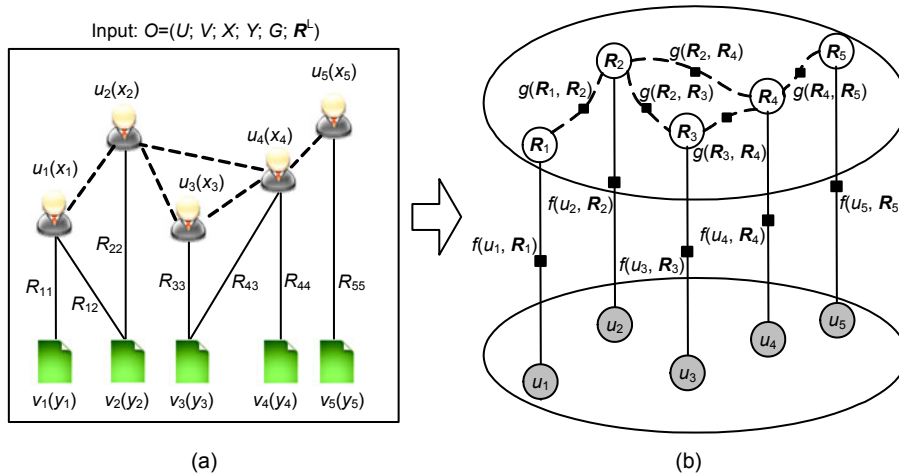 Input: O=(U; V; X; Y; G; R^L)
u₁(x₁)
u₂(x₂)
u₃(x₃)
u₄(x₄)
u₅(x₅)
R₁₁
R₁₂
R₂₂
R₃₃
R₄₃
R₄₄
R₅₅
v₁(y₁)
v₂(y₂)
v₃(y₃)
v₄(y₄)
v₅(y₅)
(a)
R₁
R₂
R₃
R₄
R₅
g(R₁, R₂)
g(R₂, R₄)
g(R₂, R₃)
g(R₃, R₄)
g(R₄, R₅)
f(u₁, R₁)
f(u₂, R₂)
f(u₃, R₃)
f(u₄, R₄)
f(u₅, R₅)
u₁
u₂
u₃
u₄
u₅
(b)